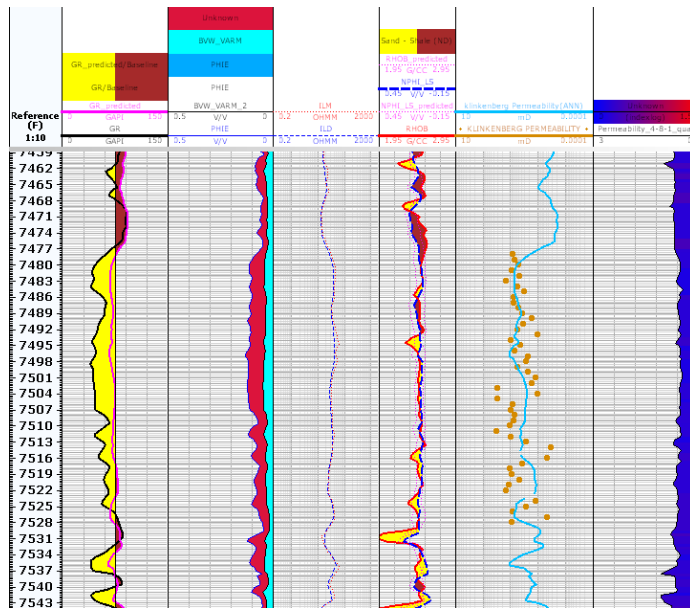 Unknown
BVW_VARM
Sand - Shale (ND)
GR_predicted/Baseline
PHIE
RHOB_predicted
1.95 G/CC 2.95
NPHI_LS
GR/Baseline
PHIE
0.45 V/V -0.15
klinkenberg Permeability(ANN)
Unknown
GR_predicted
BVW_VARM_2
ILM
NPHI_LS_predicted
Reference
(F)
1:10
0 GAPI 150
0.5 V/V 0
0.2 OHMM 2000
0.45 V/V -0.15
10 mD 0.0001
GR
PHIE
ILD
RHOB
KLINKENBERG PERMEABILITY
0 GAPI 150
0.5 V/V 0
0.2 OHMM 2000
1.95 G/CC 2.95
10 mD 0.0001
3
7459
7462
7465
7468
7471
7474
7477
7480
7483
7486
7489
7492
7495
7498
7501
7504
7507
7510
7513
7516
7519
7522
7525
7528
7531
7534
7537
7540
7543